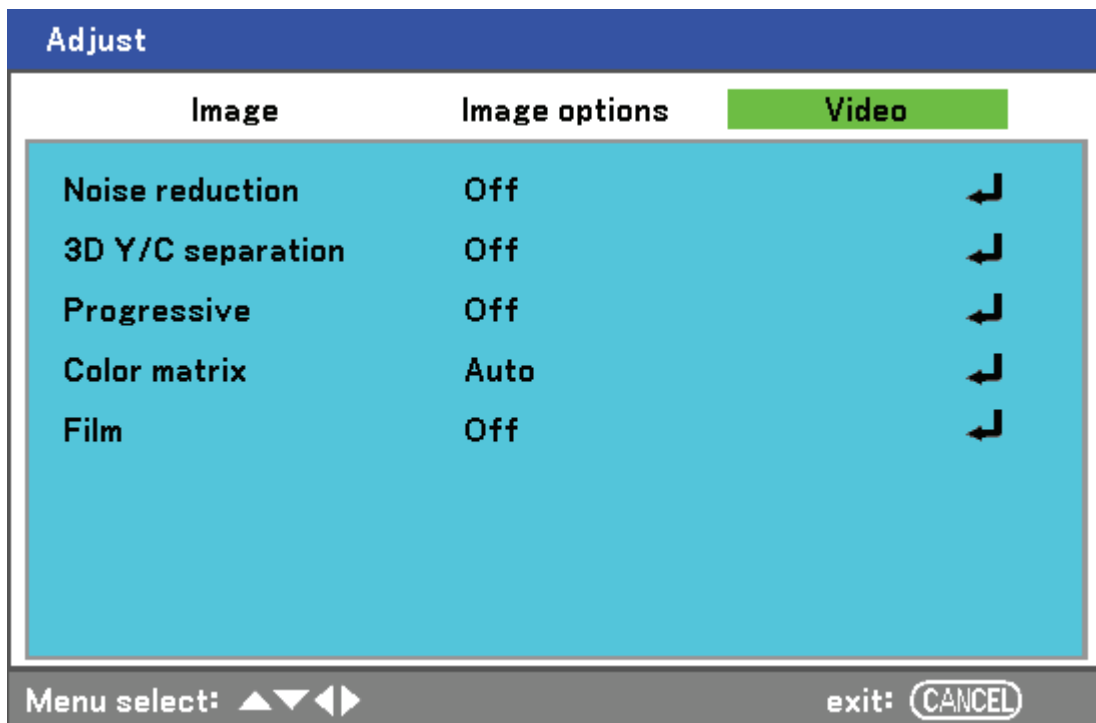 Adjust
Image Image options Video
Noise reduction Off
3D Y/C separation Off
Progressive Off
Color matrix Auto
Film Off
Menu select: ▲▼◀▶ exit: CANCEL